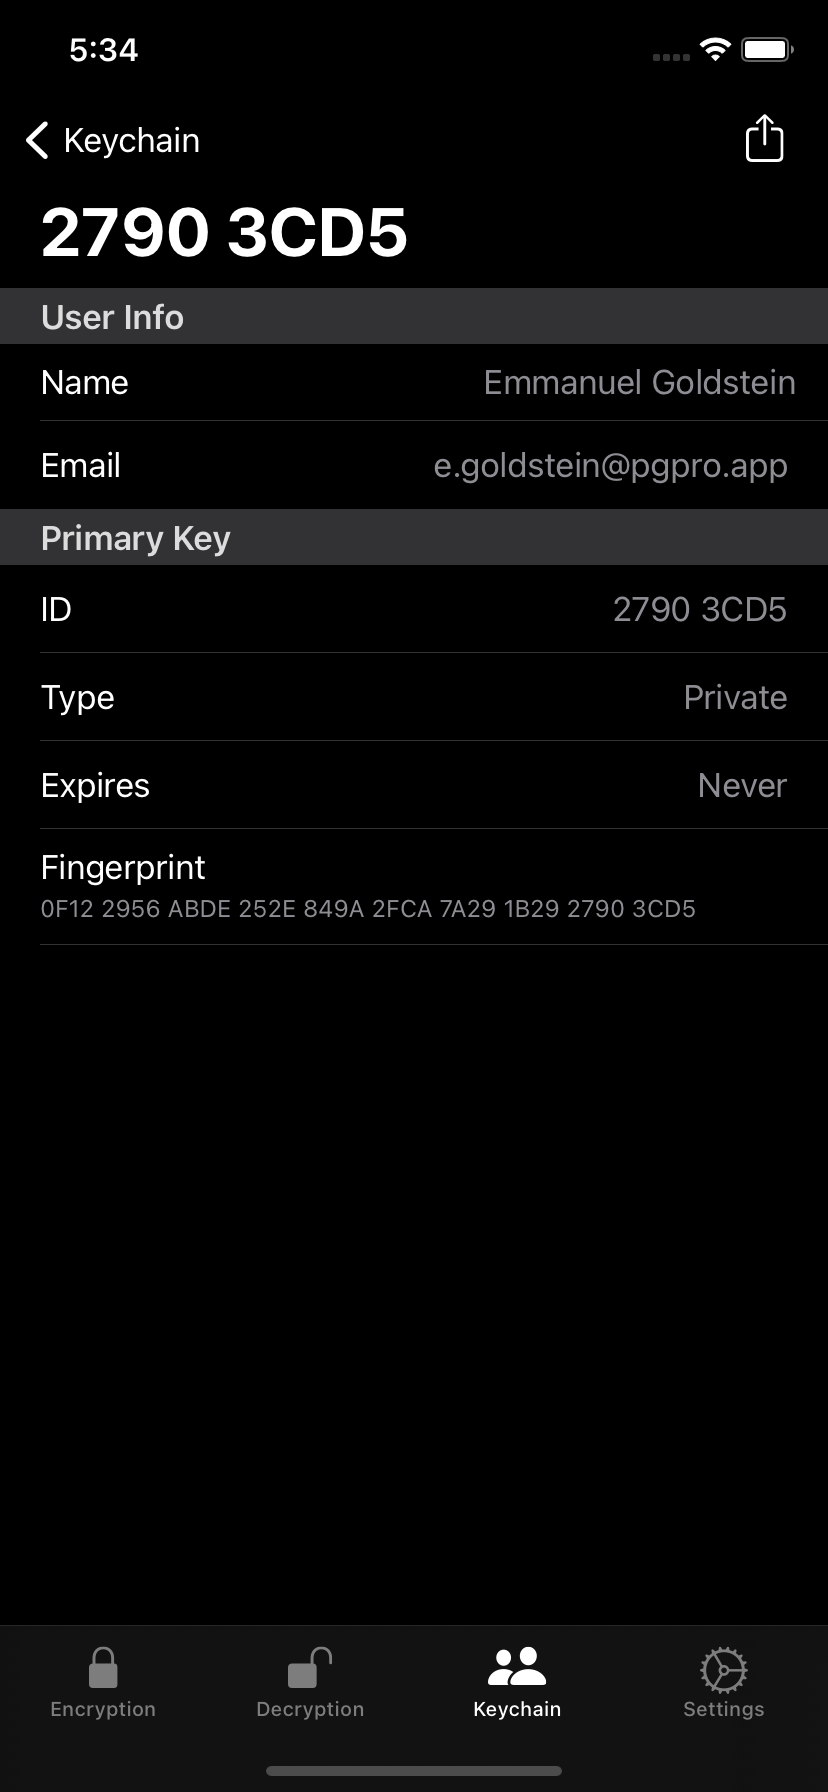 5:34
Keychain
2790 3CD5
User Info
Name Emmanuel Goldstein
Email e.goldstein@pgpro.app
Primary Key
ID 2790 3CD5
Type Private
Expires Never
Fingerprint
0F12 2956 ABDE 252E 849A 2FCA 7A29 1B29 2790 3CD5
Encryption Decryption Keychain Settings